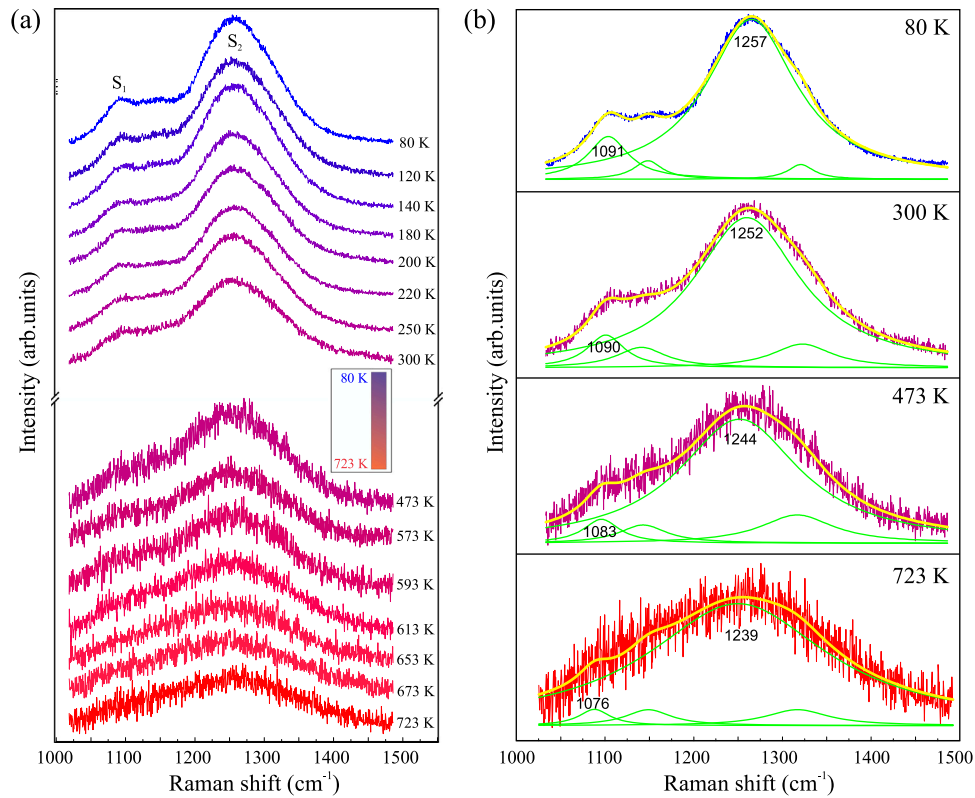 (a)
S1
S2
80 K
120 K
140 K
180 K
200 K
220 K
250 K
300 K
80 K
723 K
473 K
573 K
593 K
613 K
653 K
673 K
723 K
Intensity (arb.units)
1000 1100 1200 1300 1400 1500
Raman shift (cm-1)
(b)
80 K
1257
1091
300 K
1252
1090
473 K
1244
1083
723 K
1239
1076
Intensity (arb.units)
1000 1100 1200 1300 1400 1500
Raman shift (cm-1)